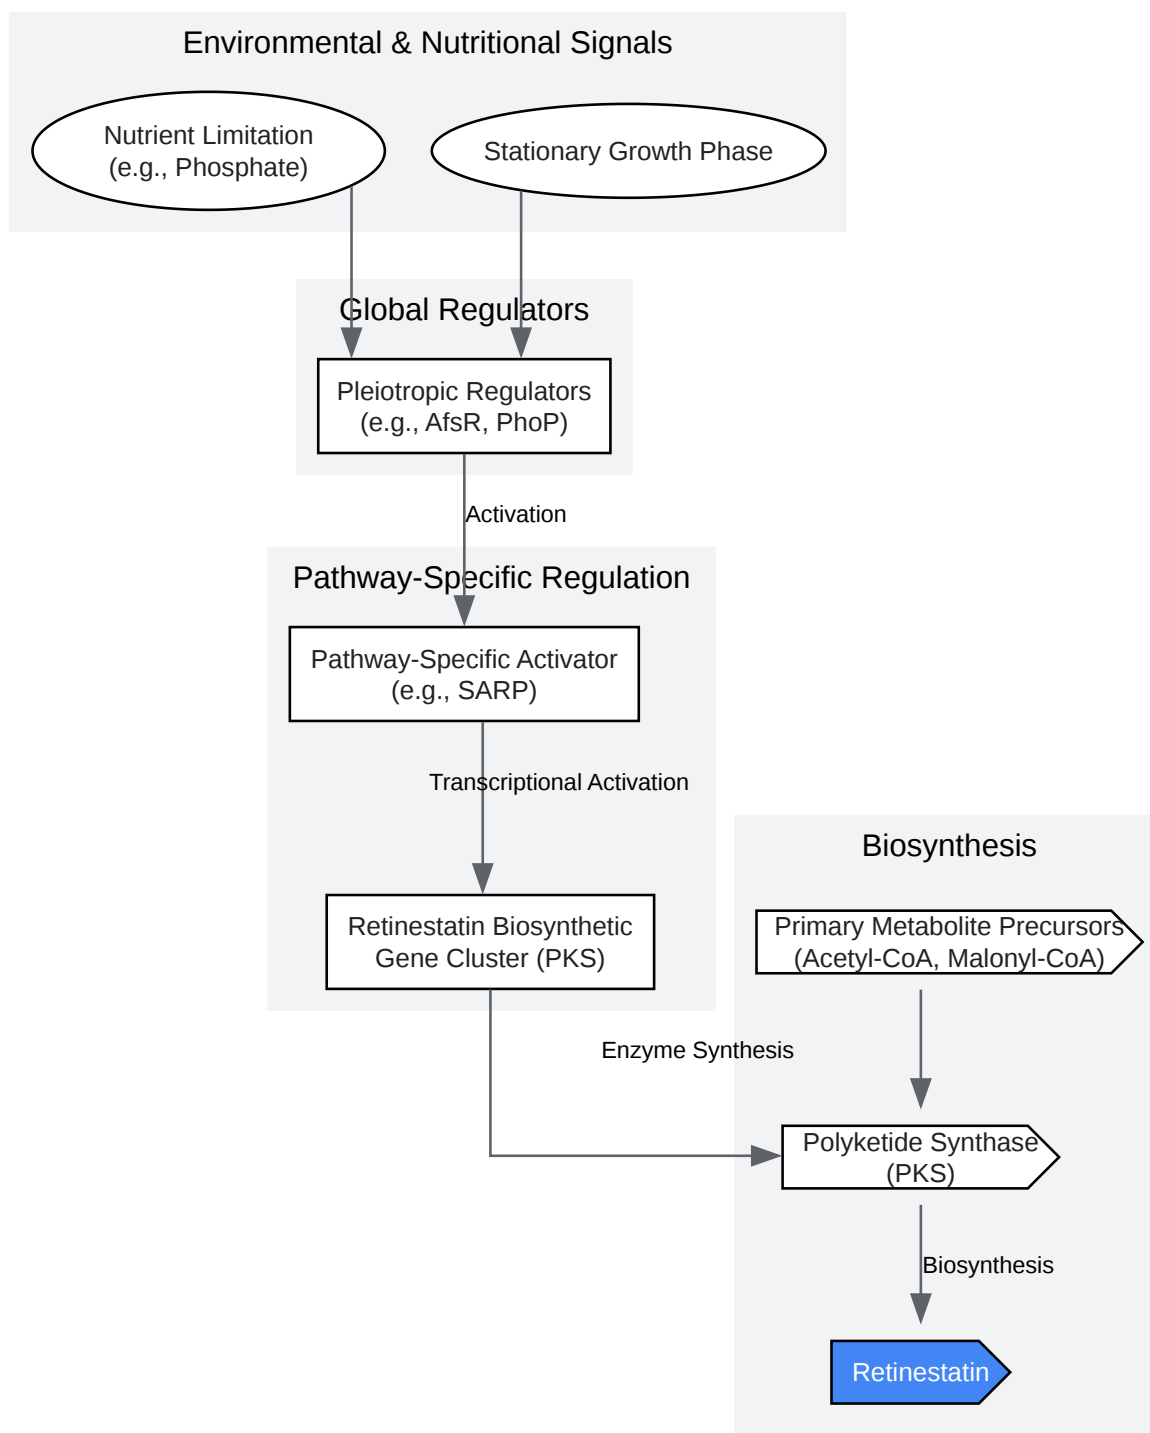 Environmental & Nutritional Signals
Nutrient Limitation
(e.g., Phosphate)
Stationary Growth Phase
Global Regulators
Pleiotropic Regulators
(e.g., AfsR, PhoP)
Activation
Pathway-Specific Regulation
Pathway-Specific Activator
(e.g., SARP)
Transcriptional Activation
Retinestatin Biosynthetic
Gene Cluster (PKS)
Biosynthesis
Primary Metabolite Precursors
(Acetyl-CoA, Malonyl-CoA)
Enzyme Synthesis
Polyketide Synthase
(PKS)
Biosynthesis
Retinestatin